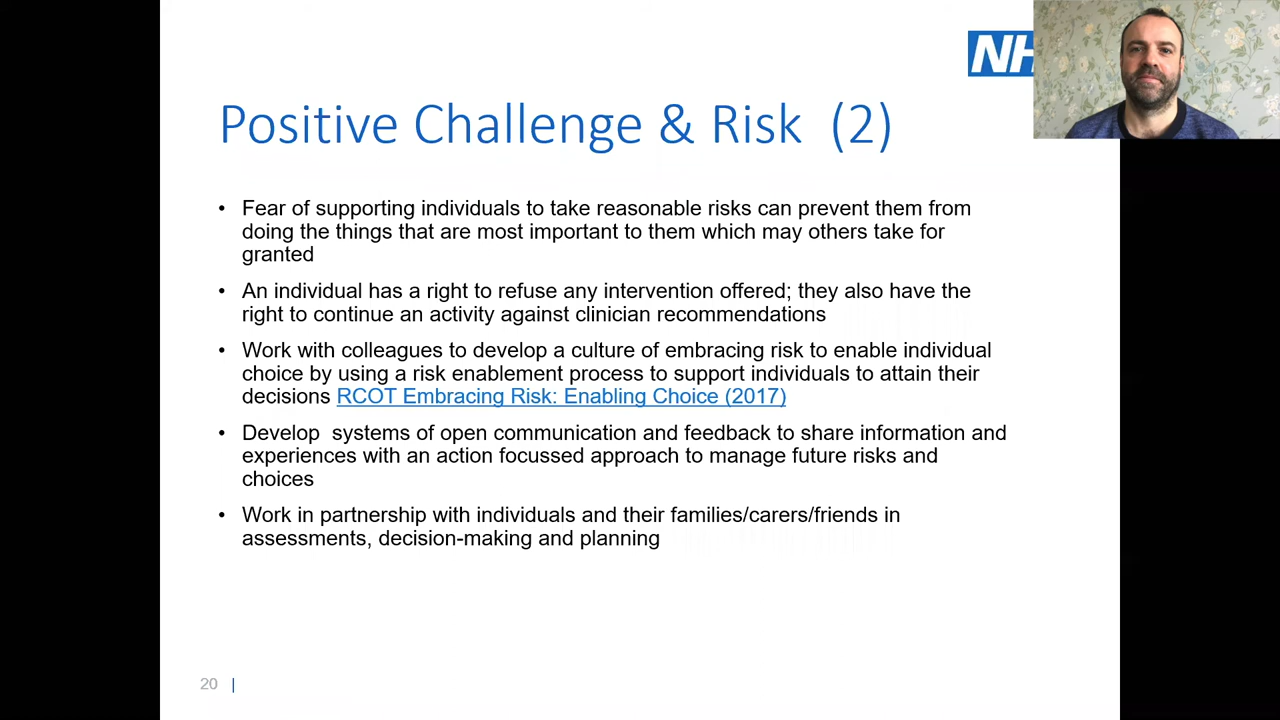 NH
Positive Challenge & Risk (2)
• Fear of supporting individuals to take reasonable risks can prevent them from
doing the things that are most important to them which may others take for
granted
• An individual has a right to refuse any intervention offered; they also have the
right to continue an activity against clinician recommendations
• Work with colleagues to develop a culture of embracing risk to enable individual
choice by using a risk enablement process to support individuals to attain their
decisions RCOT Embracing Risk: Enabling Choice (2017)
• Develop  systems of open communication and feedback to share information and
experiences with an action focussed approach to manage future risks and
choices
• Work in partnership with individuals and their families/carers/friends in
assessments, decision-making and planning
20 |